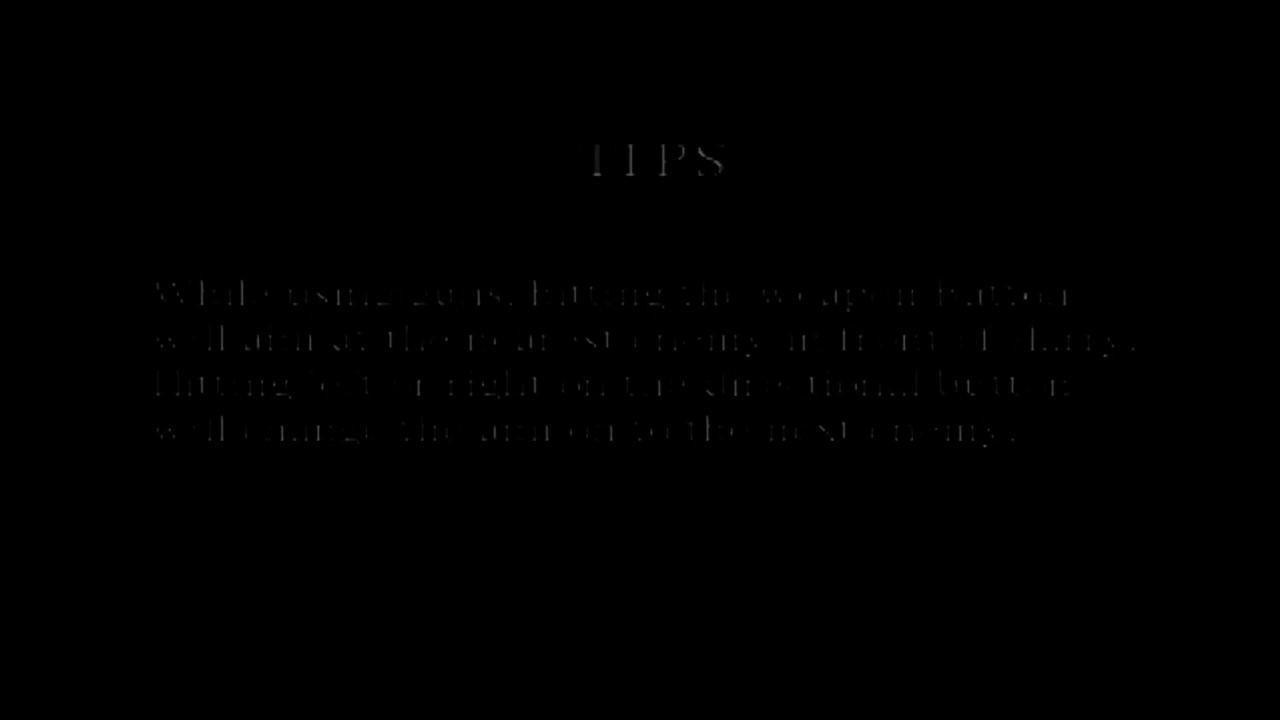 TIPS
While using guns, hitting the weapon button
will aim at the nearest enemy in front of Harry.
Hitting left or right on the directional button
will change the aim on to the next enemy.